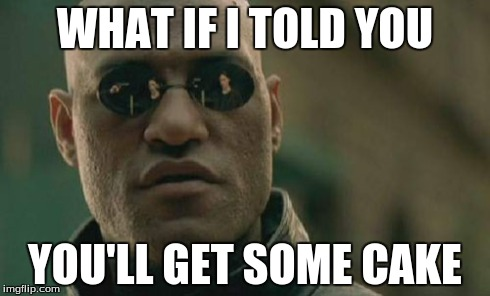 WHAT IF I TOLD YOU
YOU'LL GET SOME CAKE
imgflip.com